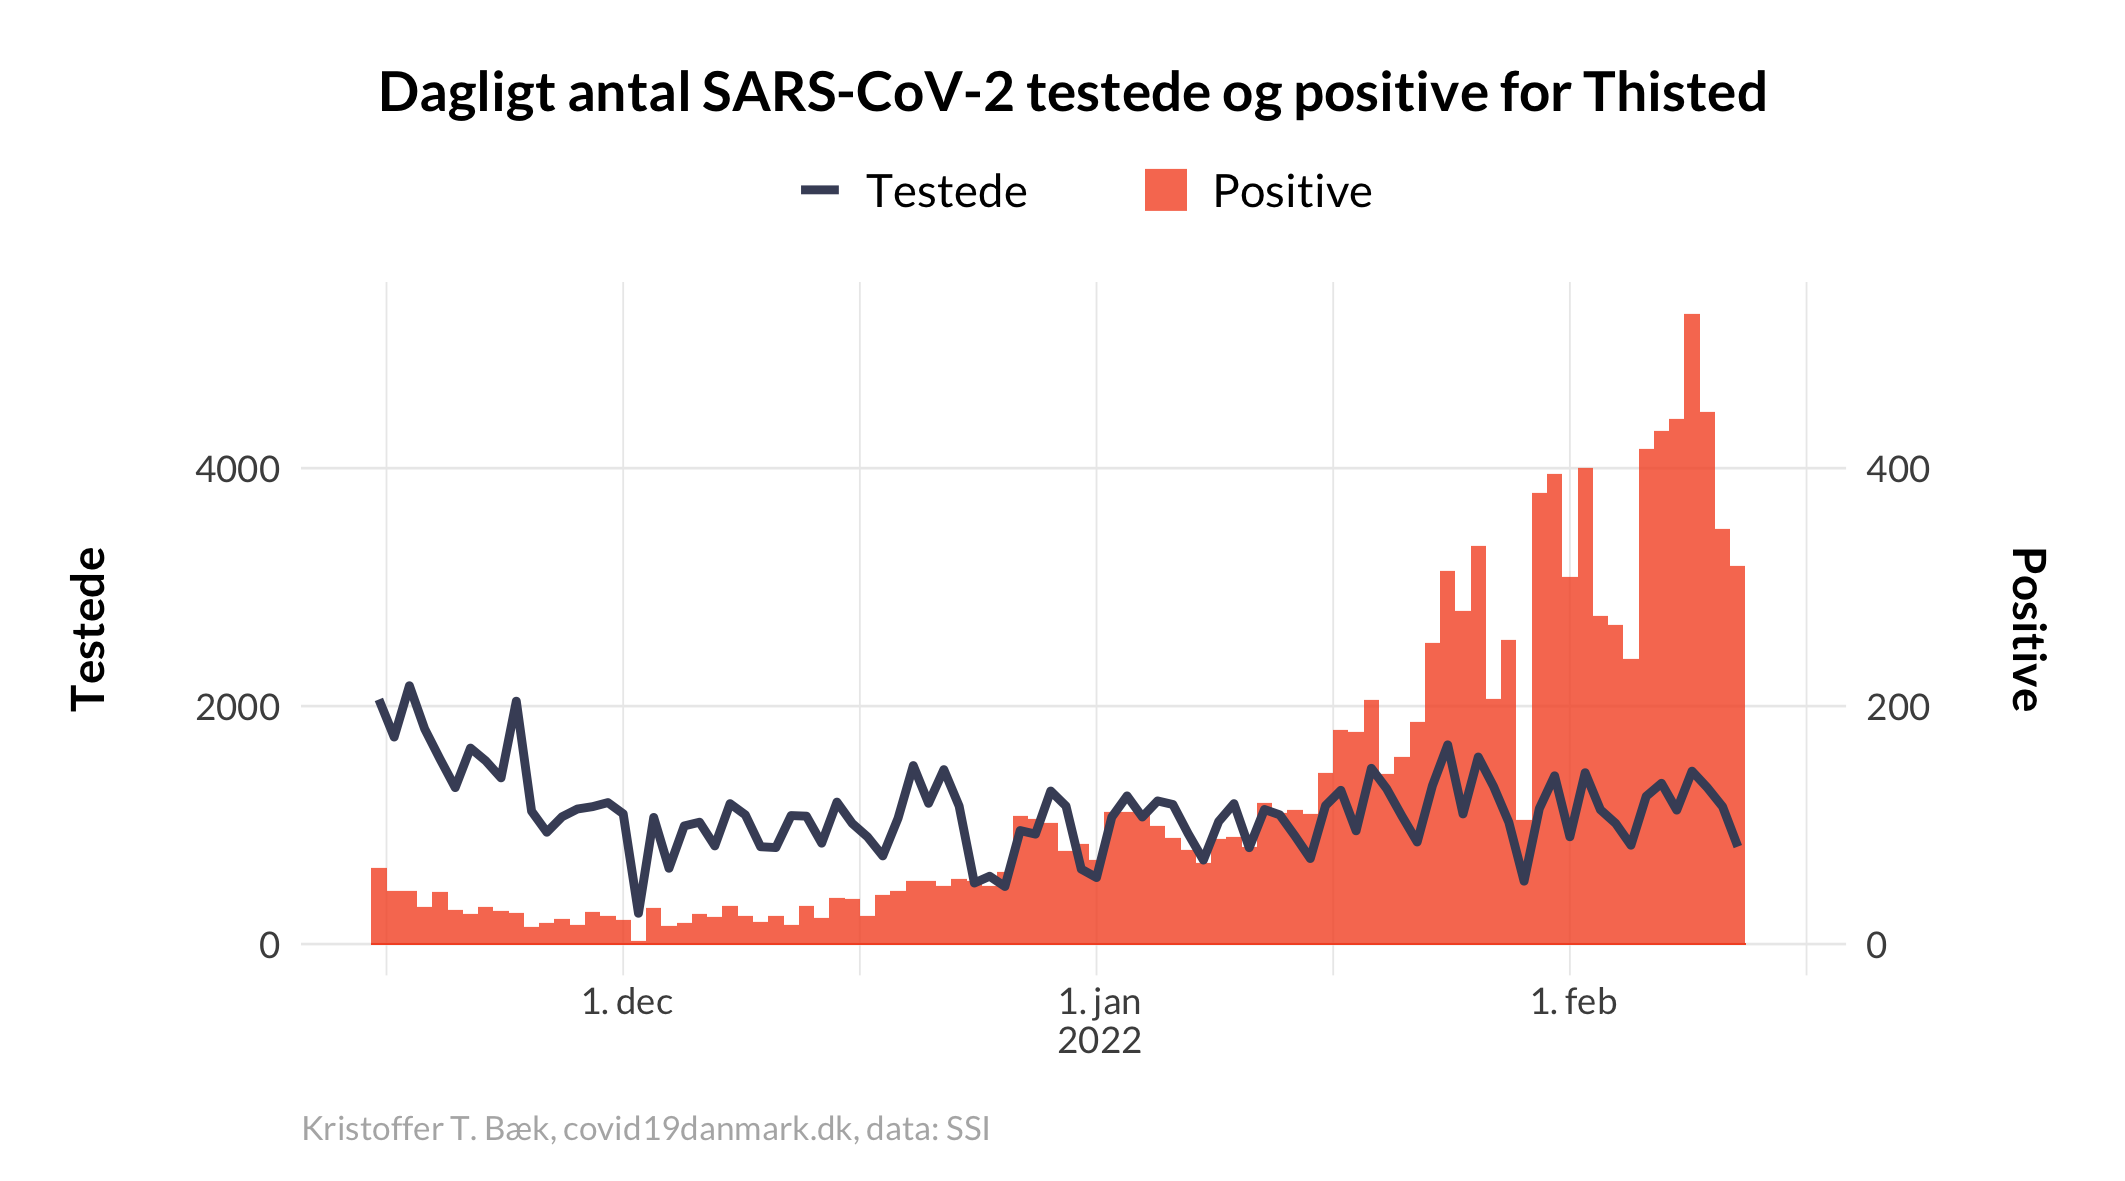 Dagligt antal SARS-CoV-2 testede og positive for Thisted
Testede
Positive
4000
2000
0
Testede
400
200
0
Positive
1. dec
1. jan
2022
1. feb
Kristoffer T. Bæk, covid19danmark.dk, data: SSI